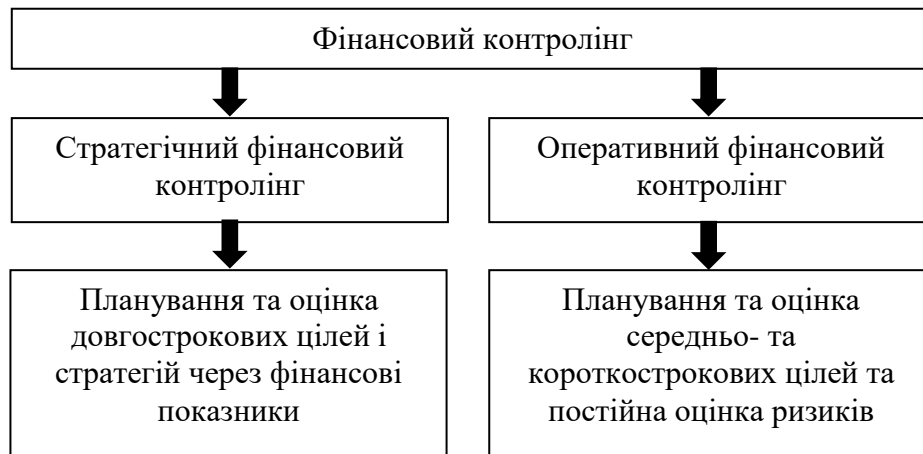 Фінансовий контролінг
Стратегічний фінансовий
контролінг
Оперативний фінансовий
контролінг
Планування та оцінка
довгострокових цілей і
стратегій через фінансові
показники
Планування та оцінка
середньо- та
короткострокових цілей та
постійна оцінка ризиків